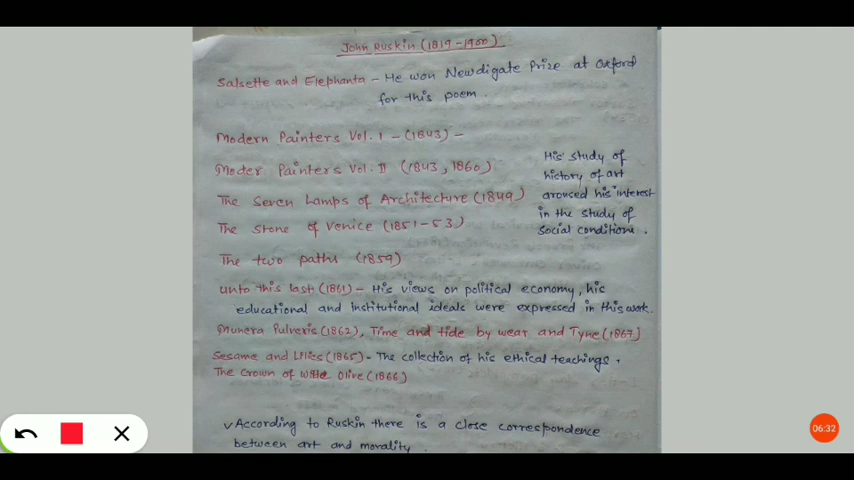 John Ruskin (1819-1900)
Salsette and Elephanta - He won Newdigate Prize at Oxford
for this poem.
Modern Painters Vol. I - (1843) -
Moder Painters Vol. II (1843, 1860)
The Seven Lamps of Architecture (1849)
The Stone of Venice (1851-53)
His study of
history of art
aroused his interest
in the study of
social conditions.
The two paths (1859)
Unto this last (1861) - His views on political economy, his
educational and institutional ideals were expressed in this work.
Munera Pulveris (1862), Time and tide by wear and Tyne (1867)
Sesame and Lilies (1865) - The collection of his ethical teachings.
The Crown of Wild Olive (1866)
✓According to Ruskin there is a close correspondence
between art and morality.
06:32